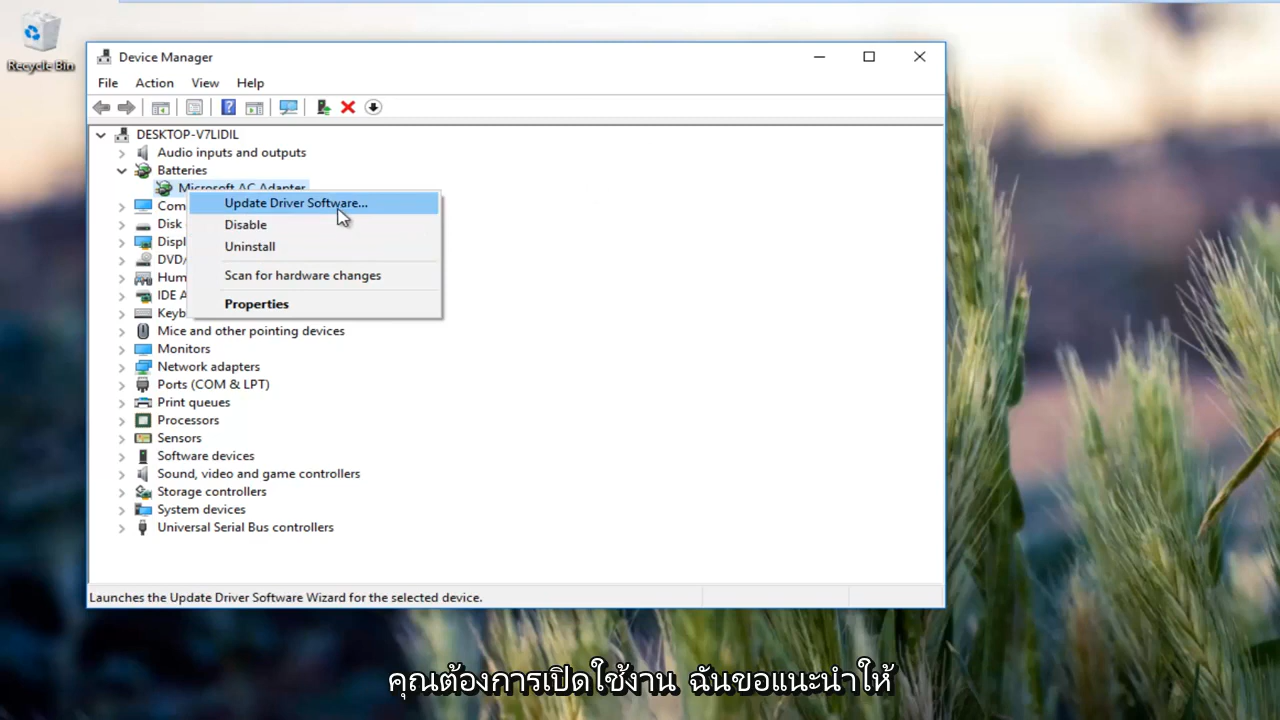 Recycle Bin
Device Manager
File Action View Help
DESKTOP-V7LIDIL
Audio inputs and outputs
Batteries
Microsoft AC Adapter
Update Driver Software...
Disable
Uninstall
Scan for hardware changes
Properties
Com
Disk
Displ
DVD/
Hum
IDE A
Keyb
Mice and other pointing devices
Monitors
Network adapters
Ports (COM & LPT)
Print queues
Processors
Sensors
Software devices
Sound, video and game controllers
Storage controllers
System devices
Universal Serial Bus controllers
Launches the Update Driver Software Wizard for the selected device.
คุณต้องการเปิดใช้งาน ฉันขอแนะนำให้